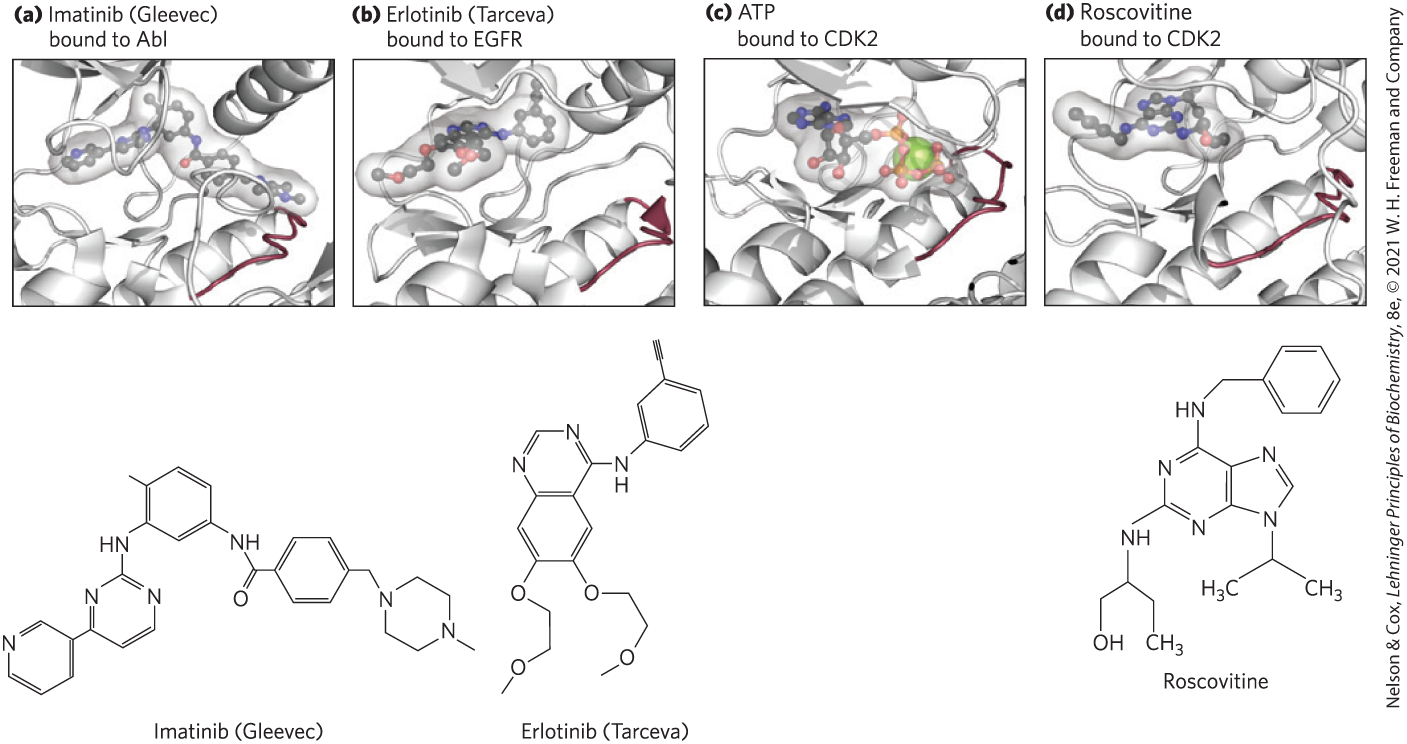 (a) Imatinib (Gleevec)
bound to Abl
(b) Erlotinib (Tarceva)
bound to EGFR
(c) ATP
bound to CDK2
(d) Roscovitine
bound to CDK2
Nelson & Cox, Lehninger Principles of Biochemistry, 8e, © 2021 W. H. Freeman and Company
HN
NH
O
N
N
N
N
N
Imatinib (Gleevec)
N
N
N
H
O
O
O
O
Erlotinib (Tarceva)
HN
N
N
N
N
NH
H₃C
CH₃
OH
CH₃
Roscovitine